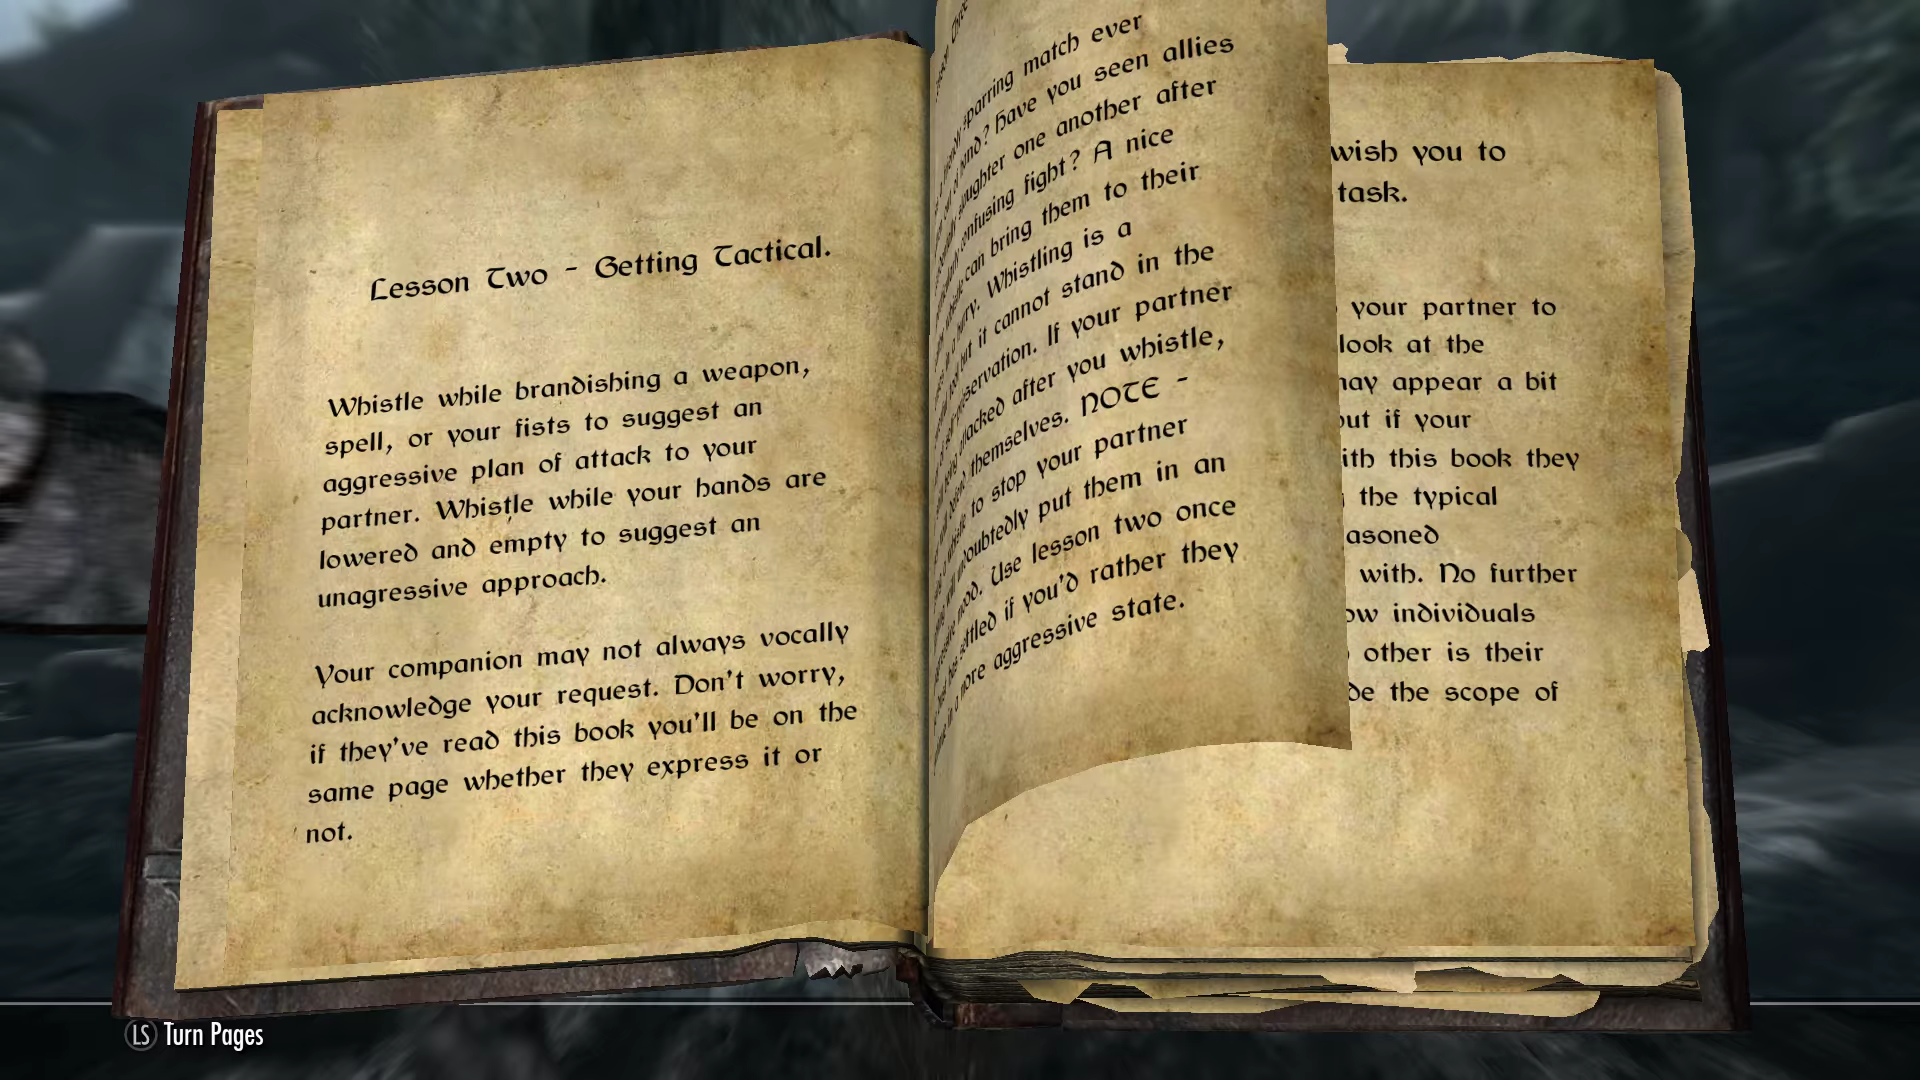 Lesson Two - Getting Tactical.
Whistle while brandishing a weapon,
spell, or your fists to suggest an
aggressive plan of attack to your
partner. Whistle while your hands are
lowered and empty to suggest an
unagressive approach.
Your companion may not always vocally
acknowledge your request. Don't worry,
if they've read this book you'll be on the
same page whether they express it or
not.
sparring match ever
hand? Have you seen allies
slaughter one another after
confusing fight? A nice
can bring them to their
Whistling is a
but it cannot stand in the
If your partner
attacked after you whistle,
themselves. NOTE -
to stop your partner
undoubtedly put them in an
mood. Use lesson two once
settled if you'd rather they
more aggressive state.
wish you to
task.
your partner to
look at the
may appear a bit
but if your
with this book they
the typical
with. No further
individuals
other is their
the scope of
LS Turn Pages